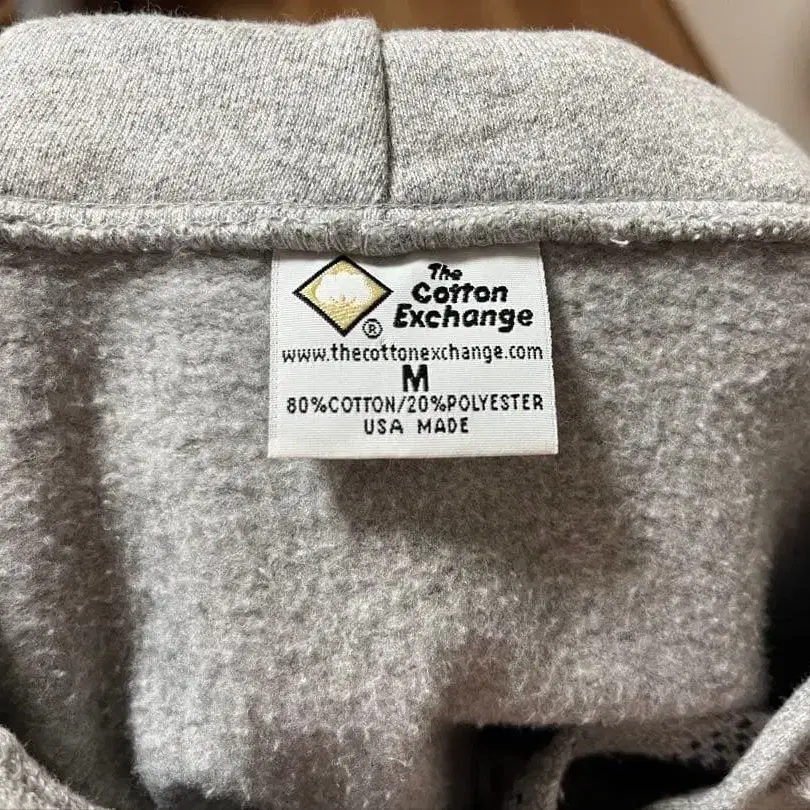 The
Cotton
Exchange
®
www.thecottonexchange.com
M
80%COTTON/20%POLYESTER
USA MADE